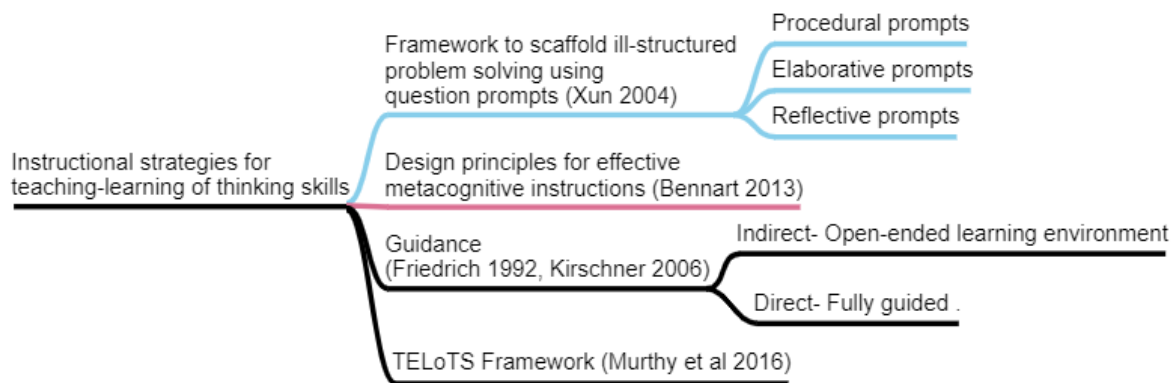 Instructional strategies for
teaching-learning of thinking skills
Framework to scaffold ill-structured
problem solving using
question prompts (Xun 2004)
Procedural prompts
Elaborative prompts
Reflective prompts
Design principles for effective
metacognitive instructions (Bennart 2013)
Guidance
(Friedrich 1992, Kirschner 2006)
Indirect- Open-ended learning environment
Direct- Fully guided .
TELoTS Framework (Murthy et al 2016)